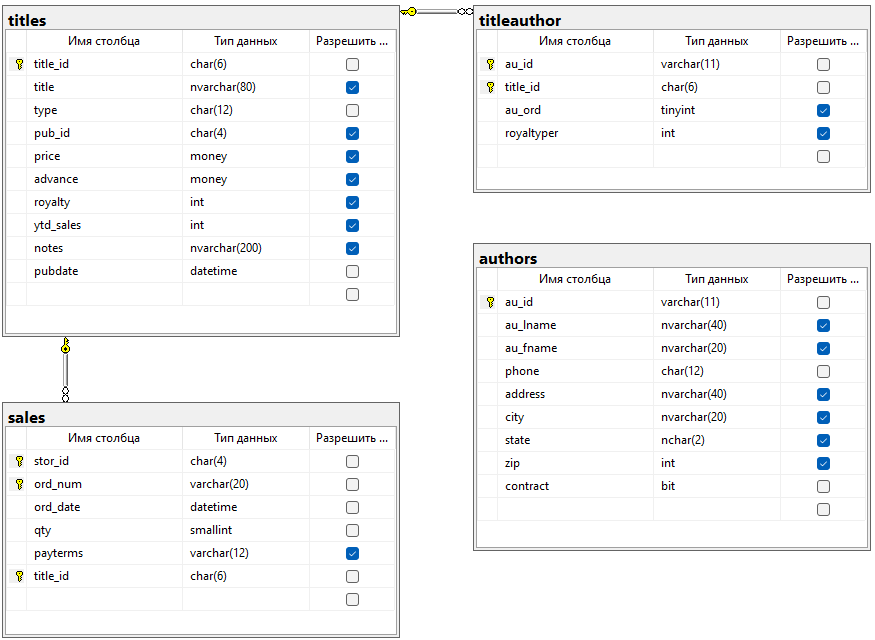 titles
Имя столбца Тип данных Разрешить ...
title_id char(6)
title nvarchar(80)
type char(12)
pub_id char(4)
price money
advance money
royalty int
ytd_sales int
notes nvarchar(200)
pubdate datetime
titleauthor
Имя столбца Тип данных Разрешить ...
au_id varchar(11)
title_id char(6)
au_ord tinyint
royaltyper int
authors
Имя столбца Тип данных Разрешить ...
au_id varchar(11)
au_lname nvarchar(40)
au_fname nvarchar(20)
phone char(12)
address nvarchar(40)
city nvarchar(20)
state nchar(2)
zip int
contract bit
sales
Имя столбца Тип данных Разрешить ...
stor_id char(4)
ord_num varchar(20)
ord_date datetime
qty smallint
payterms varchar(12)
title_id char(6)